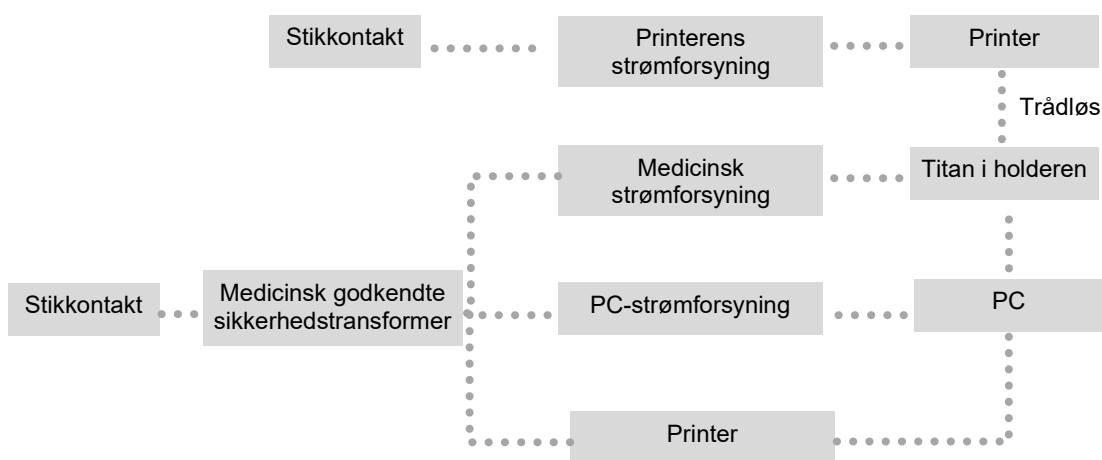 Stikkontakt
Printerens
strømforsyning
Printer
Trådløs
Medicinsk
strømforsyning
Titan i holderen
Stikkontakt
Medicinsk godkendte
sikkerhedstransformer
PC-strømforsyning
PC
Printer